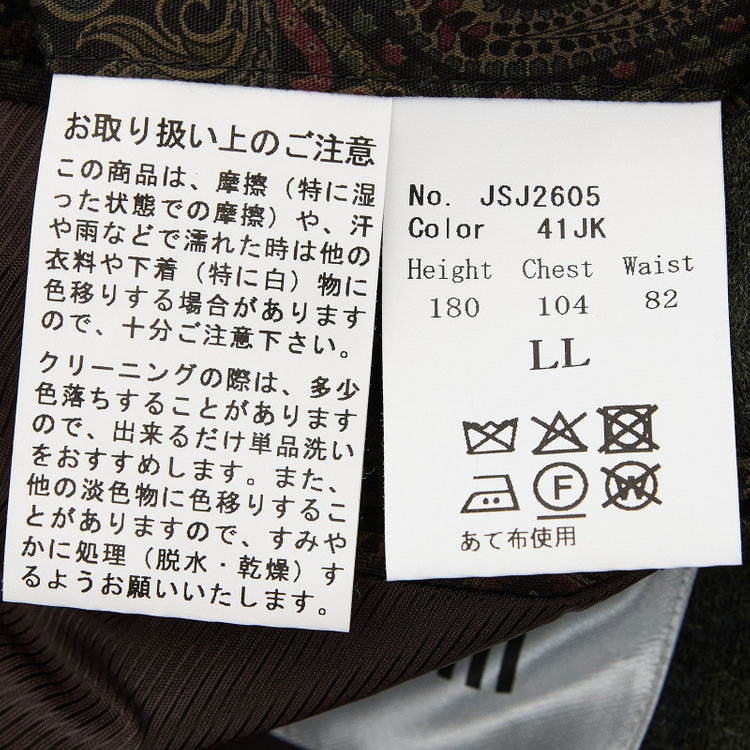 お取り扱い上のご注意
この商品は、摩擦（特に湿
った状態での摩擦）や、汗
や雨などで濡れた時は他の
衣料や下着（特に白）物に
色移りする場合があります
ので、十分ご注意下さい。
クリーニングの際は、多少
色落ちすることがあります
ので、出来るだけ単品洗い
をおすすめします。また、
他の淡色物に色移りするこ
とがありますので、すみや
かに処理（脱水・乾燥）す
るようお願いいたします。
No. JSJ2605
Color 41JK
Height Chest Waist
180 104 82
LL
F W
あて布使用